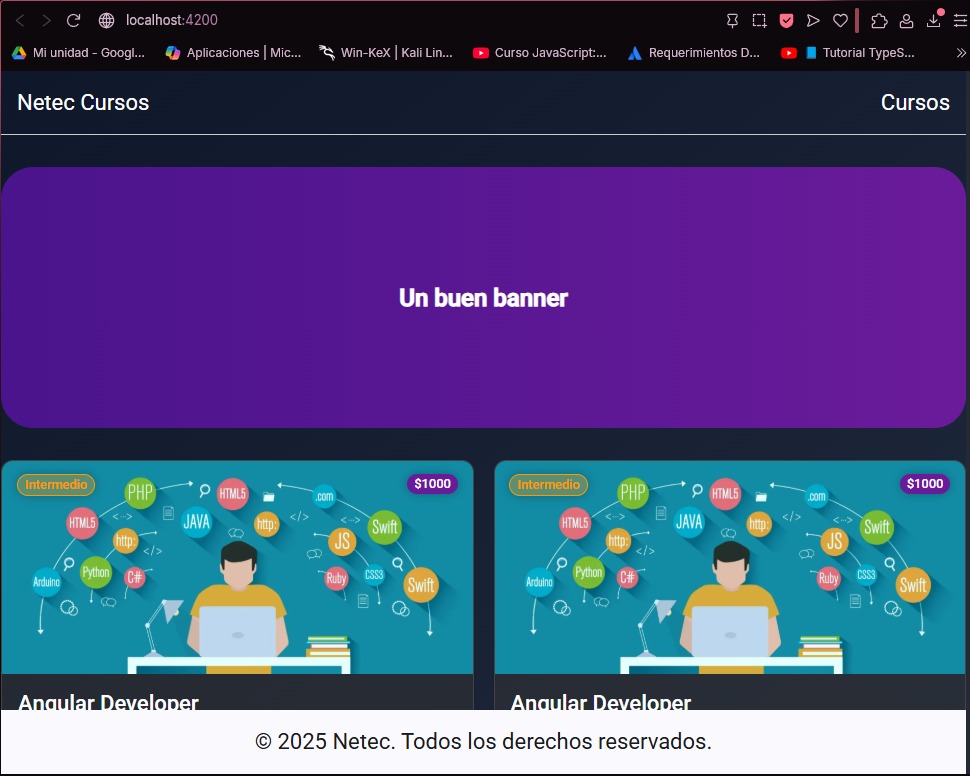 localhost:4200
Mi unidad - Googl...
Aplicaciones | Mic...
Win-KeX | Kali Lin...
Curso JavaScript:...
Requerimientos D...
Tutorial TypeS...
Netec Cursos
Cursos
Un buen banner
Intermedio
$1000
PHP
HTML5
.com
HTML5
JAVA
http:
Swift
http:
JS
Arduino
Python
C#
Ruby
CSS3
Swift
Angular Developer
Intermedio
$1000
PHP
HTML5
.com
HTML5
JAVA
http:
Swift
http:
JS
Arduino
Python
C#
Ruby
CSS3
Swift
Angular Developer
© 2025 Netec. Todos los derechos reservados.